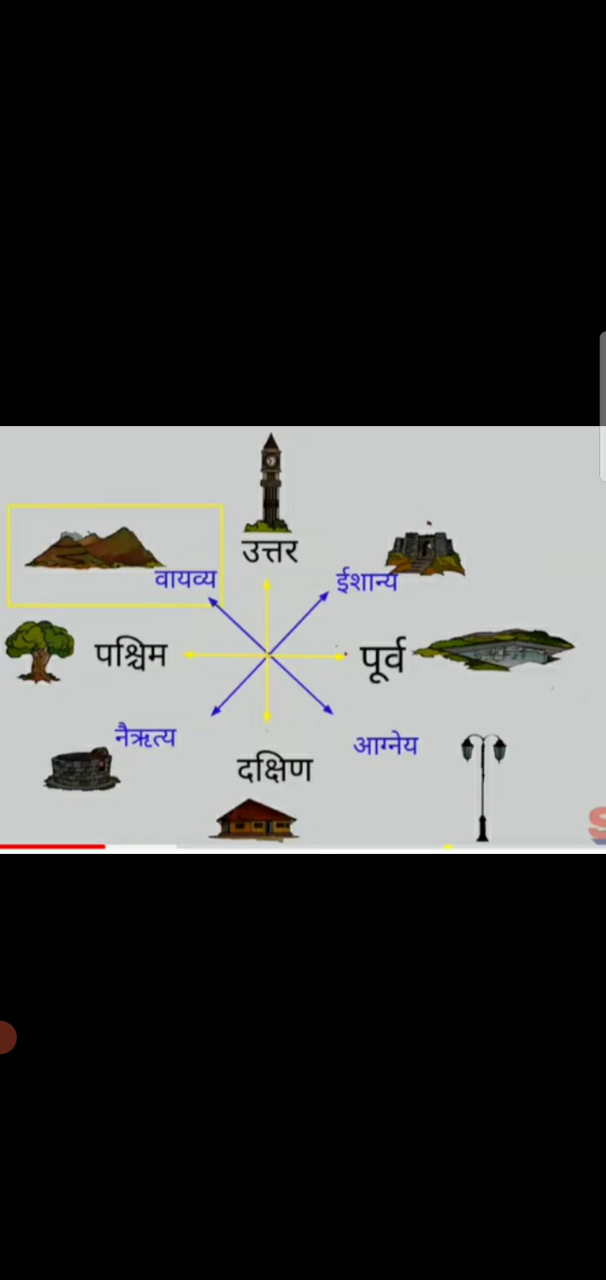 उत्तर
वायव्य
ईशान्य
पश्चिम
पूर्व
नैऋत्य
आग्नेय
दक्षिण
S